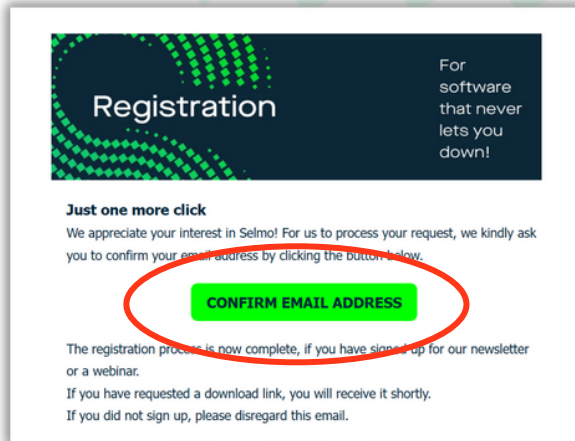 Registration
For
software
that never
lets you
down!
Just one more click
We appreciate your interest in Selmo! For us to process your request, we kindly ask
you to confirm your email address by clicking the button below.
CONFIRM EMAIL ADDRESS
The registration process is now complete, if you have signed up for our newsletter
or a webinar.
If you have requested a download link, you will receive it shortly.
If you did not sign up, please disregard this email.